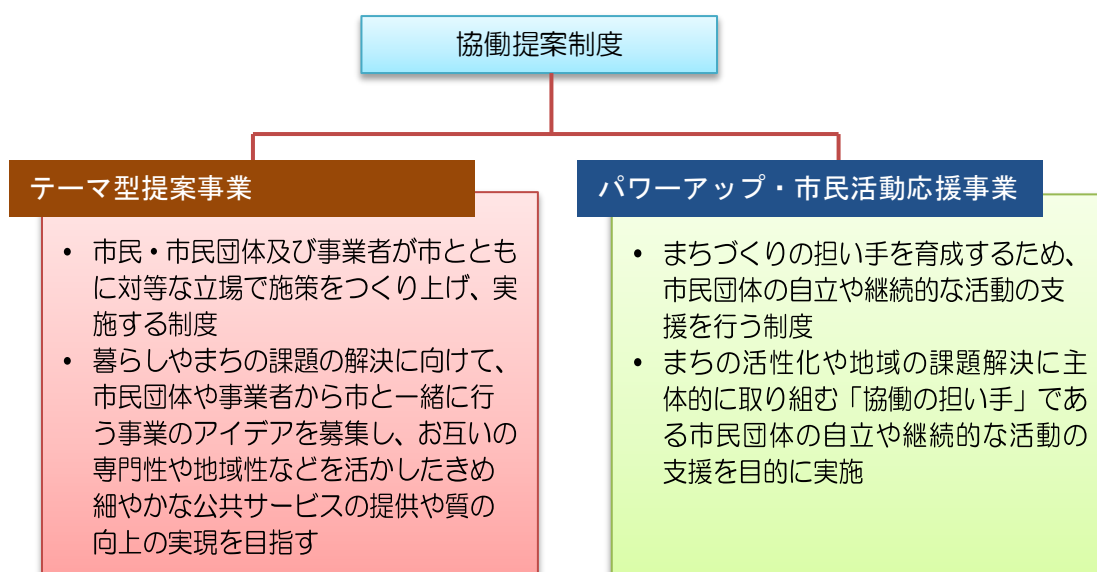 協働提案制度
テーマ型提案事業
• 市民・市民団体及び事業者が市ととも
に対等な立場で施策をつくり上げ、実
施する制度
• 暮らしやまちの課題の解決に向けて、
市民団体や事業者から市と一緒に行
う事業のアイデアを募集し、お互いの
専門性や地域性などを活かしたきめ
細やかな公共サービスの提供や質の
向上の実現を目指す
パワーアップ・市民活動応援事業
• まちづくりの担い手を育成するため、
市民団体の自立や継続的な活動の支
援を行う制度
• まちの活性化や地域の課題解決に主
体的に取り組む「協働の担い手」であ
る市民団体の自立や継続的な活動の
支援を目的に実施